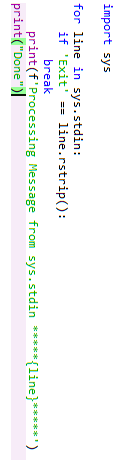 import sys
for line in sys.stdin:
    if 'Exit' == line.rstrip():
        break
    print(f'Processing Message from sys.stdin *****{line}*****')
print("Done")